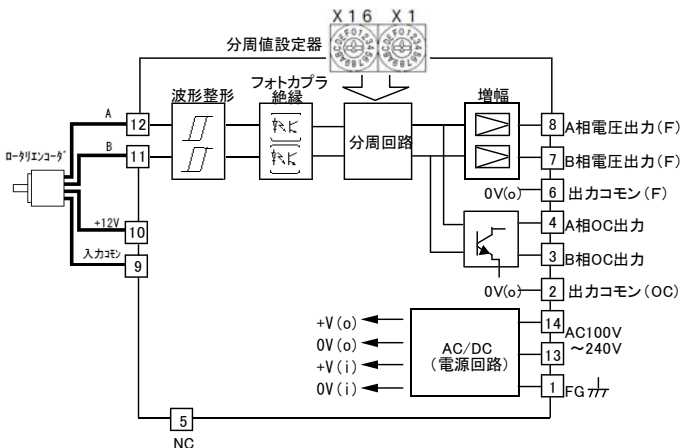 X16 X1
分周値設定器
ロータリエンコーダ
A
B
+12V
入力コモン
12
11
10
9
波形整形
フォトカプラ
絶縁
分周回路
増幅
8 A相電圧出力(F)
7 B相電圧出力(F)
0V(o) 6 出力コモン(F)
4 A相OC出力
3 B相OC出力
0V(o) 2 出力コモン(OC)
+V(o)
0V(o)
+V(i)
0V(i)
AC/DC
(電源回路)
14 AC100V
13 ~240V
1 FG
5
NC